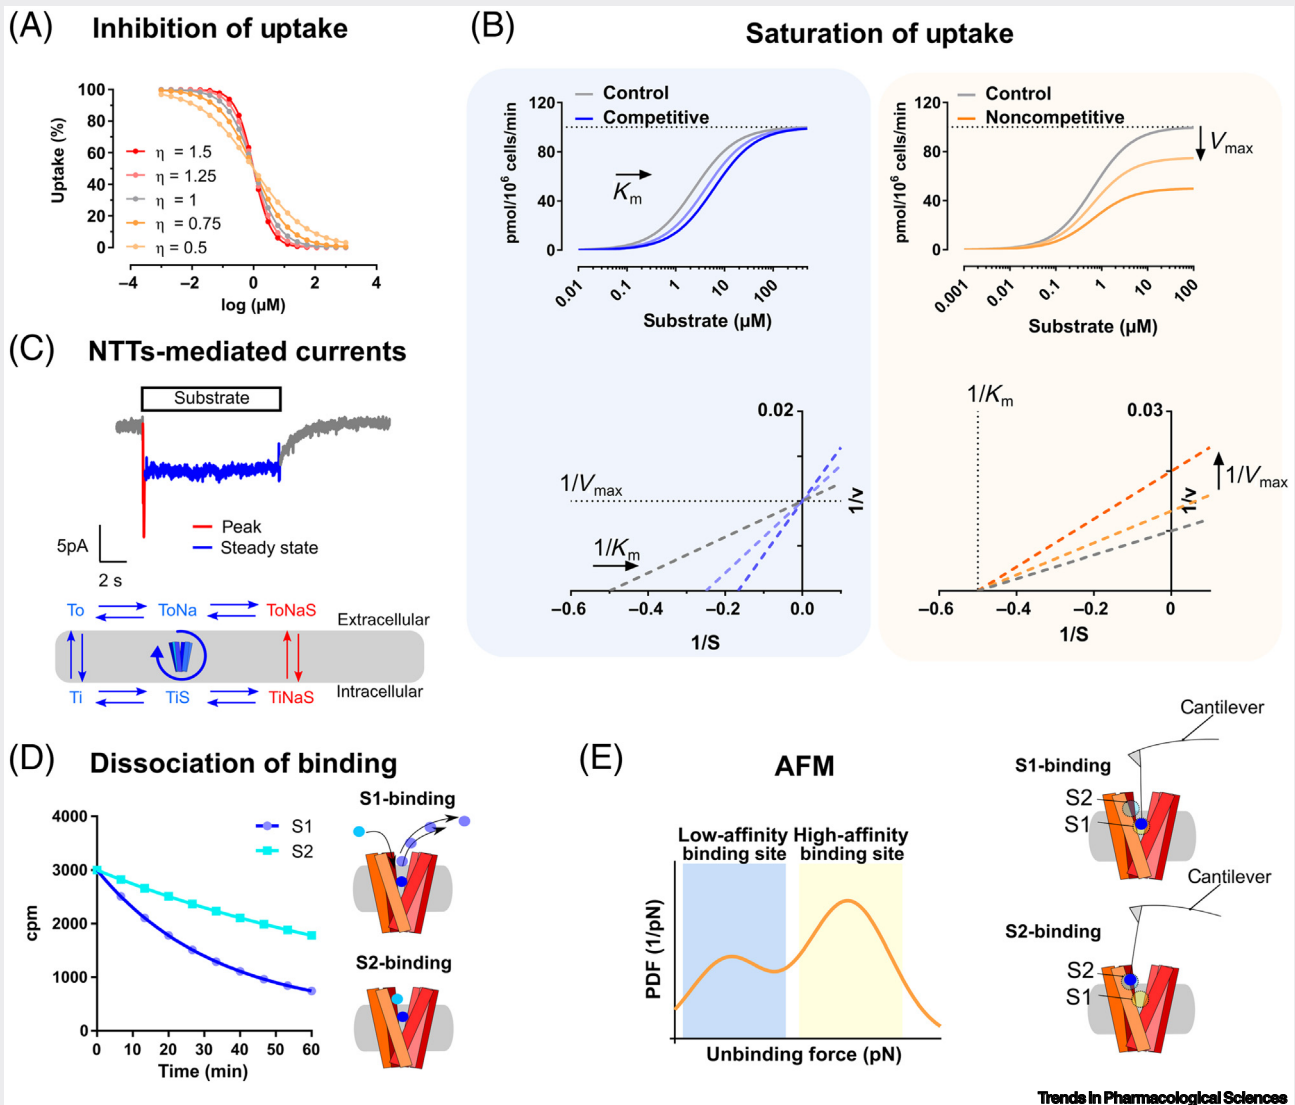 (A) Inhibition of uptake
100
80
60
40
20
0
Uptake (%)
η = 1.5
η = 1.25
η = 1
η = 0.75
η = 0.5
−4 −2 0 2 4
log (µM)
(B) Saturation of uptake
Control
Competitive
120
80
40
0
pmol/10⁶ cells/min
Km
0.01 0.1 1 10 100
Substrate (µM)
Control
Noncompetitive
120
80
40
0
pmol/10⁶ cells/min
Vmax
0.001 0.01 0.1 1 10 100
Substrate (µM)
0.02
1/Vmax
1/v
1/Km
−0.6 −0.4 −0.2 0.0
1/S
1/Km
0.03
1/v
1/Vmax
−0.6 −0.4 −0.2 0
1/S
(C) NTTs-mediated currents
Substrate
Peak
Steady state
5pA
2 s
To ToNa ToNaS
Extracellular
Intracellular
Ti TiS TiNaS
(D) Dissociation of binding
4000
3000
2000
1000
0
cpm
S1
S2
0 10 20 30 40 50 60
Time (min)
S1-binding
S2-binding
(E) AFM
Low-affinity binding site
High-affinity binding site
PDF (1/pN)
Unbinding force (pN)
Cantilever
S1-binding
S2
S1
Cantilever
S2-binding
S2
S1
Trends in Pharmacological Sciences